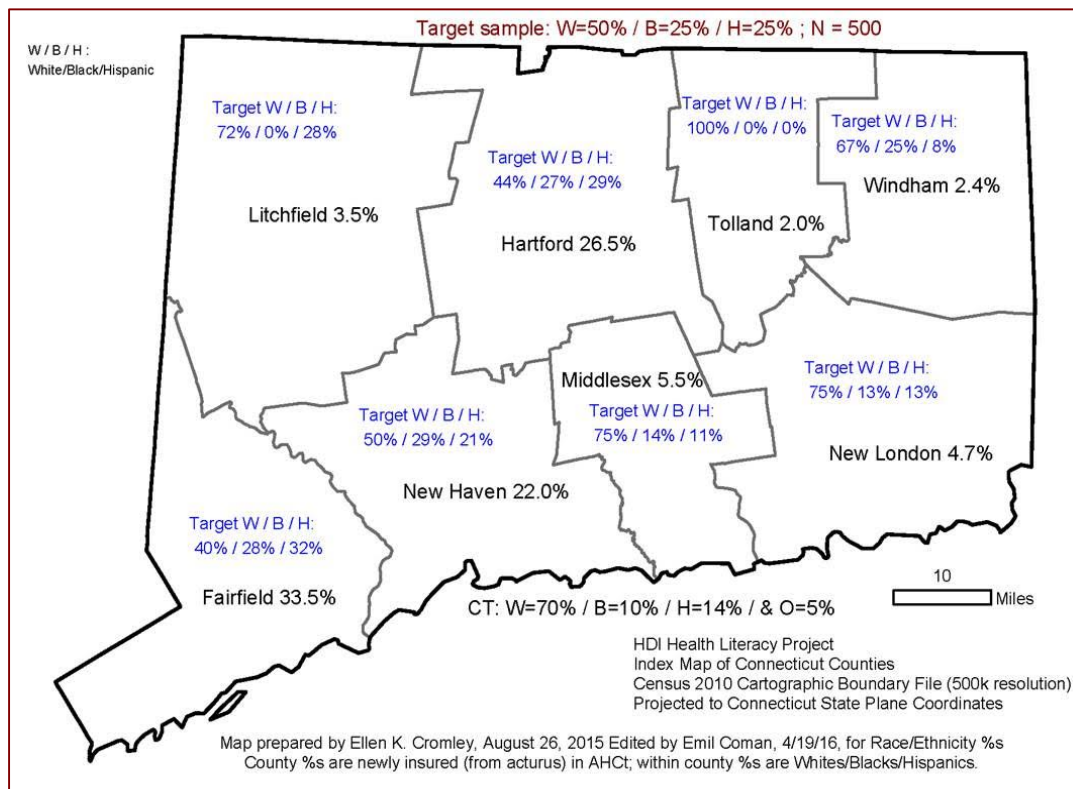 Target sample: W=50% / B=25% / H=25% ; N = 500
W / B / H :
White/Black/Hispanic
Target W / B / H:
72% / 0% / 28%
Litchfield 3.5%
Target W / B / H:
44% / 27% / 29%
Hartford 26.5%
Target W / B / H:
100% / 0% / 0%
Tolland 2.0%
Target W / B / H:
67% / 25% / 8%
Windham 2.4%
Target W / B / H:
40% / 28% / 32%
Fairfield 33.5%
Target W / B / H:
50% / 29% / 21%
New Haven 22.0%
Middlesex 5.5%
Target W / B / H:
75% / 14% / 11%
Target W / B / H:
75% / 13% / 13%
New London 4.7%
CT: W=70% / B=10% / H=14% / & O=5%
10
Miles
HDI Health Literacy Project
Index Map of Connecticut Counties
Census 2010 Cartographic Boundary File (500k resolution)
Projected to Connecticut State Plane Coordinates
Map prepared by Ellen K. Cromley, August 26, 2015 Edited by Emil Coman, 4/19/16, for Race/Ethnicity %s
County %s are newly insured (from acturus) in AHCt; within county %s are Whites/Blacks/Hispanics.